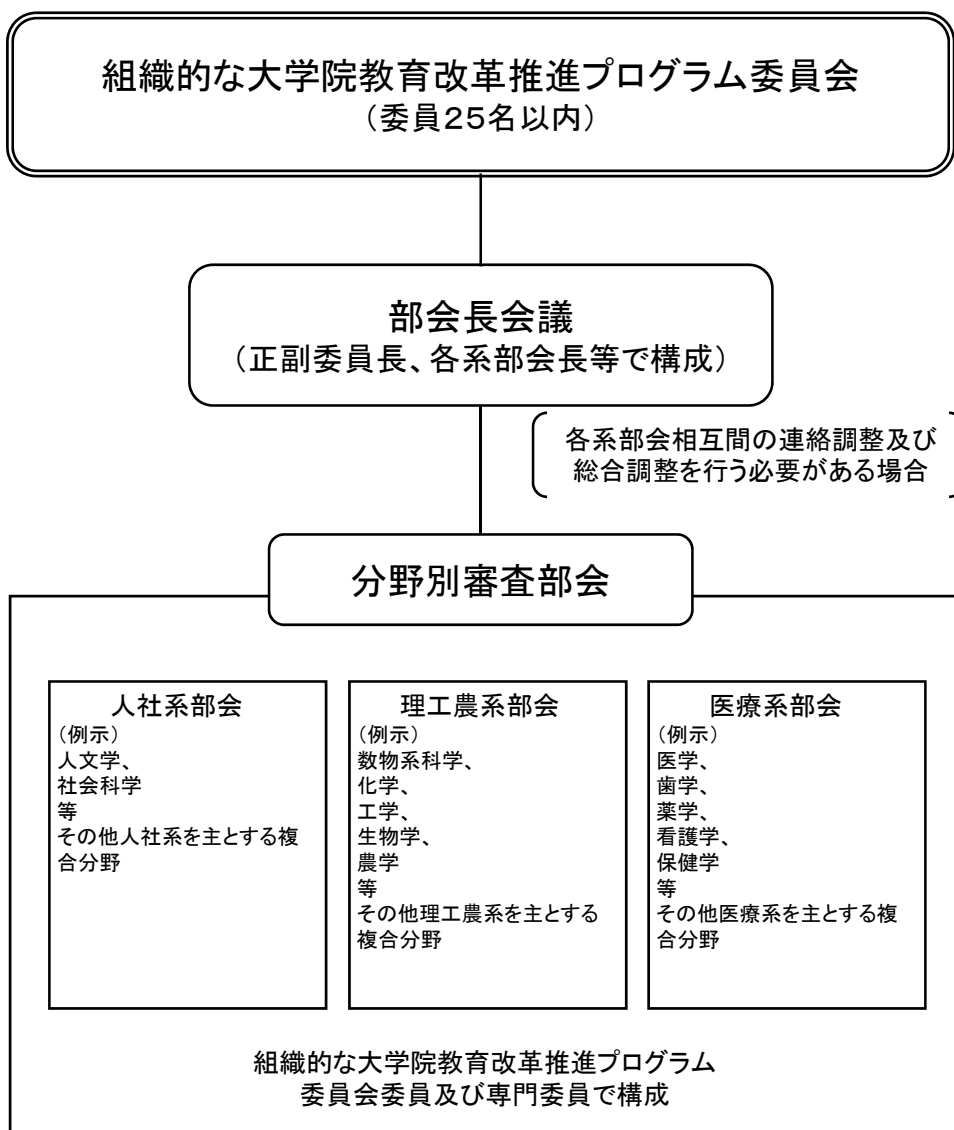 組織的な大学院教育改革推進プログラム委員会
（委員２５名以内）
部会長会議
（正副委員長、各系部会長等で構成）
各系部会相互間の連絡調整及び
総合調整を行う必要がある場合
分野別審査部会
人社系部会
（例示）
人文学、
社会科学
等
その他人社系を主とする複
合分野
理工農系部会
（例示）
数物系科学、
化学、
工学、
生物学、
農学
等
その他理工農系を主とする
複合分野
医療系部会
（例示）
医学、
歯学、
薬学、
看護学、
保健学
等
その他医療系を主とする複
合分野
組織的な大学院教育改革推進プログラム
委員会委員及び専門委員で構成